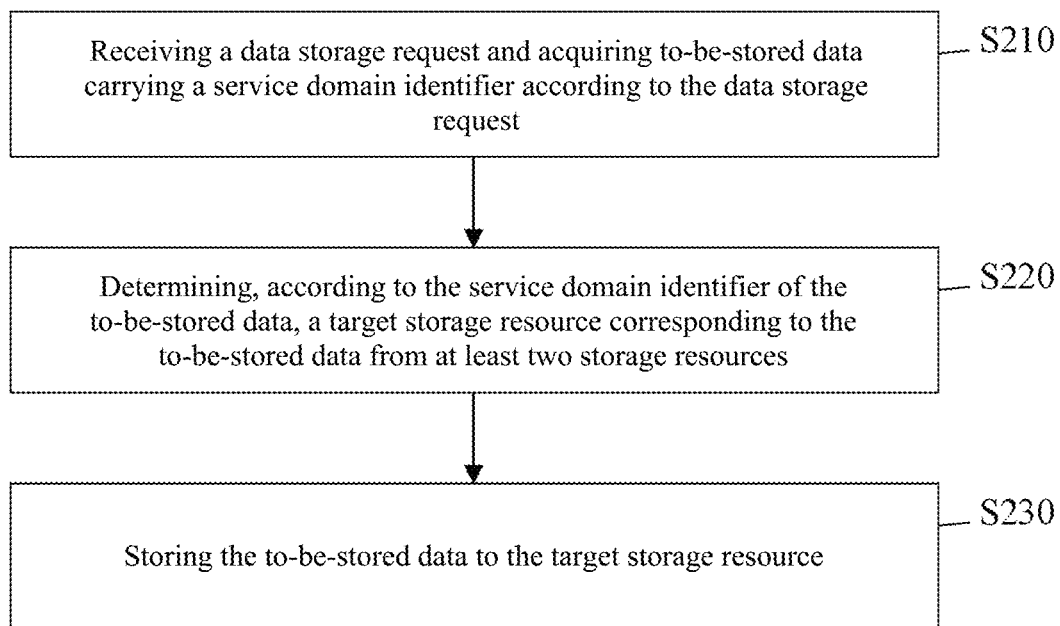 Receiving a data storage request and acquiring to-be-stored data
S210
carrying a service domain identifier according to the data storage
request
Determining, according to the service domain identifier of the
S220
to-be-stored data, a target storage resource corresponding to the
to-be-stored data from at least two storage resources
S230
Storing the to-be-stored data to the target storage resource